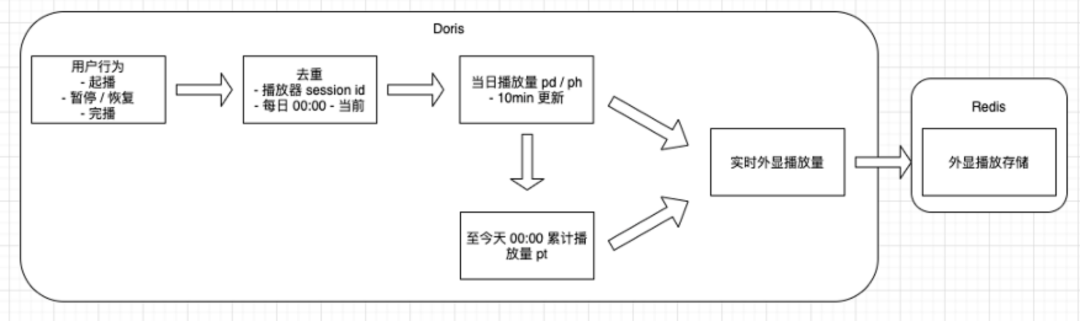 Doris
用户行为
- 起播
- 暂停 / 恢复
- 完播
去重
- 播放器 session id
- 每日 00:00 - 当前
当日播放量 pd / ph
- 10min 更新
至今天 00:00 累计播
放量 pt
实时外显播放量
Redis
外显播放存储